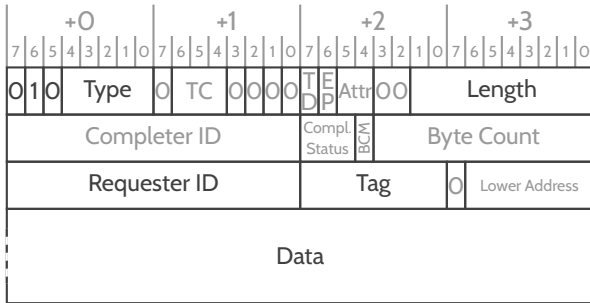 +0 +1 +2 +3
7 6 5 4 3 2 1 0 7 6 5 4 3 2 1 0 7 6 5 4 3 2 1 0 7 6 5 4 3 2 1 0
0 1 0 Type 0 TC 0 0 0 0 TD EP Attr 0 0 Length
Completer ID Compl. Status BCM Byte Count
Requester ID Tag 0 Lower Address
Data